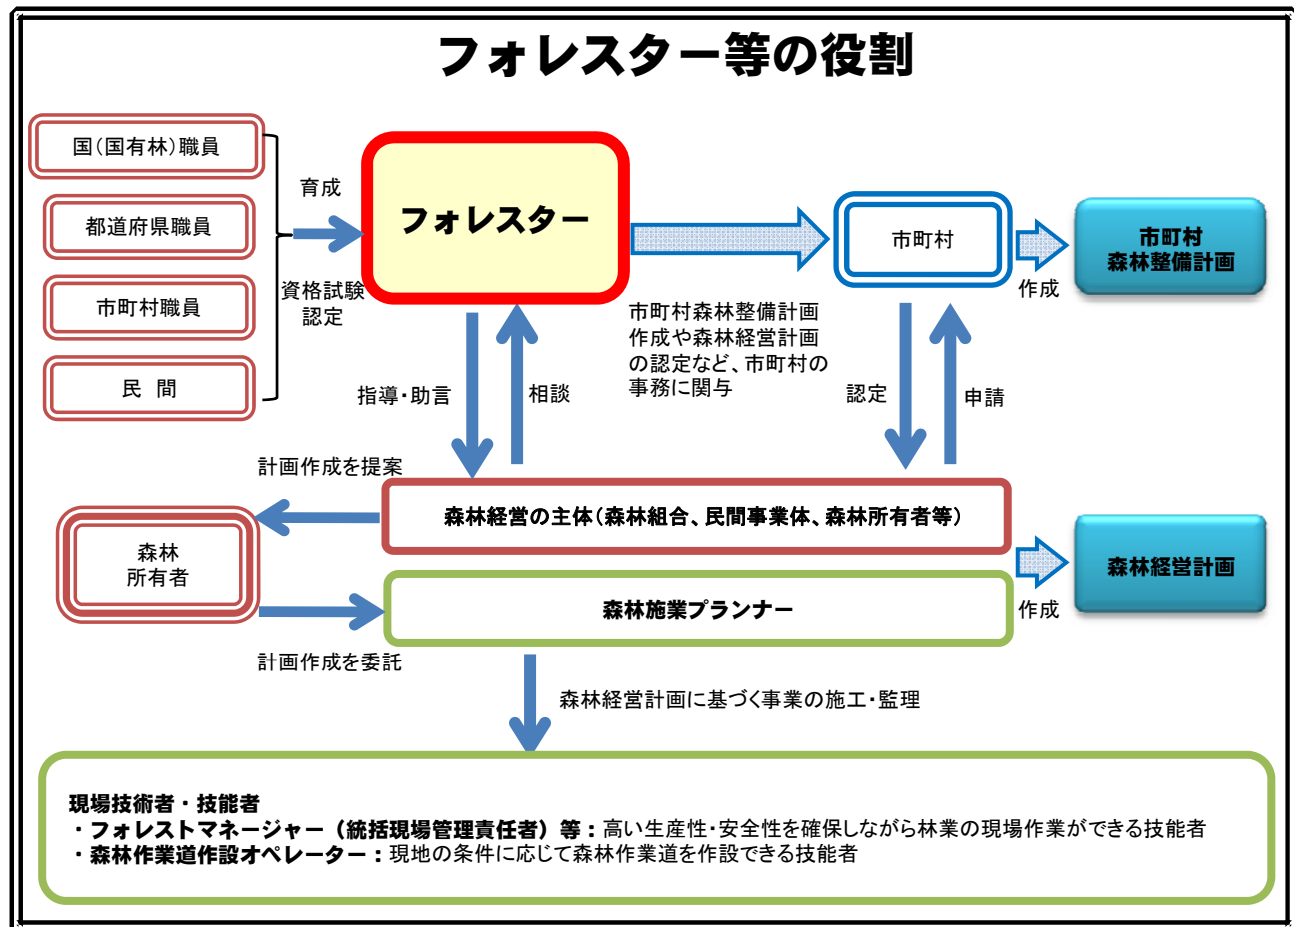 フォレスター等の役割
国(国有林)職員
都道府県職員
市町村職員
民 間
育成
資格試験
認定
フォレスター
市町村
作成
市町村
森林整備計画
市町村森林整備計画
作成や森林経営計画
の認定など、市町村の
事務に関与
指導・助言
相談
認定
申請
計画作成を提案
森林経営の主体(森林組合、民間事業体、森林所有者等)
森林
所有者
森林施業プランナー
作成
森林経営計画
計画作成を委託
森林経営計画に基づく事業の施工・監理
現場技術者・技能者
・フォレストマネージャー(統括現場管理責任者)等:高い生産性・安全性を確保しながら林業の現場作業ができる技能者
・森林作業道作設オペレーター:現地の条件に応じて森林作業道を作設できる技能者